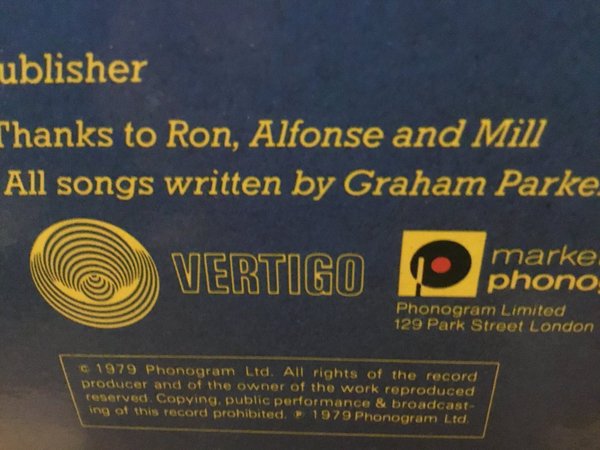 ublisher
Thanks to Ron, Alfonse and Mill
All songs written by Graham Parke
VERTIGO
marke
phono
Phonogram Limited
129 Park Street London
© 1979 Phonogram Ltd. All rights of the record
producer and of the owner of the work reproduced
reserved. Copying, public performance & broadcast-
ing of this record prohibited. ℗ 1979 Phonogram Ltd.